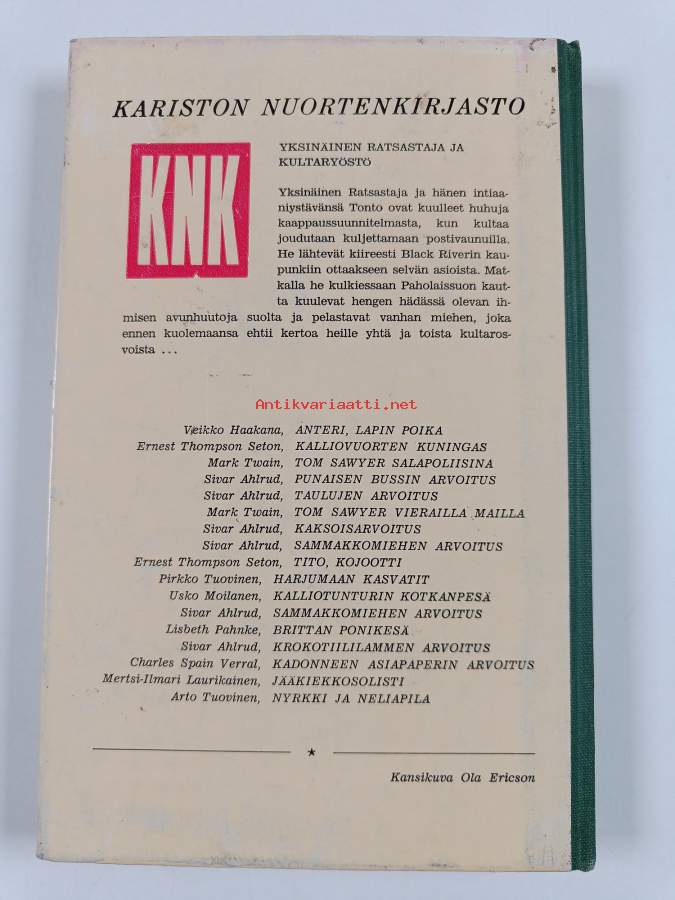 KARISTON NUORTENKIRJASTO
KNK
YKSINÄINEN RATSASTAJA JA
KULTARYÖSTÖ
Yksinäinen Ratsastaja ja hänen intiaa-
niystävänsä Tonto ovat kuulleet huhuja
kaappaussuunnitelmasta, kun kultaa
joudutaan kuljettamaan postivaunuilla.
He lähtevät kiireesti Black Riverin kau-
punkiin ottaakseen selvän asioista. Mat-
kalla he kulkiessaan Paholaissuon kaut-
ta kuulevat hengen hädässä olevan ih-
misen avunhuutoja suolta ja pelastavat vanhan miehen, joka
ennen kuolemaansa ehtii kertoa heille yhtä ja toista kultaros-
voista ...
Antikvariaatti.net
Veikko Haakana, ANTERI, LAPIN POIKA
Ernest Thompson Seton, KALLIOVUORTEN KUNINGAS
Mark Twain, TOM SAWYER SALAPOLIISINA
Sivar Ahlrud, PUNAISEN BUSSIN ARVOITUS
Sivar Ahlrud, TAULUJEN ARVOITUS
Mark Twain, TOM SAWYER VIERAILLA MAILLA
Sivar Ahlrud, KAKSOISARVOITUS
Sivar Ahlrud, SAMMAKKOMIEHEN ARVOITUS
Ernest Thompson Seton, TITO, KOJOOTTI
Pirkko Tuovinen, HARJUMAAN KASVATIT
Usko Moilanen, KALLIOTUNTURIN KOTKANPESÄ
Sivar Ahlrud, SAMMAKKOMIEHEN ARVOITUS
Lisbeth Pahnke, BRITTAN PONIKESÄ
Sivar Ahlrud, KROKOTIILILAMMEN ARVOITUS
Charles Spain Verral, KADONNEEN ASIAPAPERIN ARVOITUS
Mertsi-Ilmari Laurikainen, JÄÄKIEKKOSOLISTI
Arto Tuovinen, NYRKKI JA NELIAPILA
Kansikuva Ola Ericson